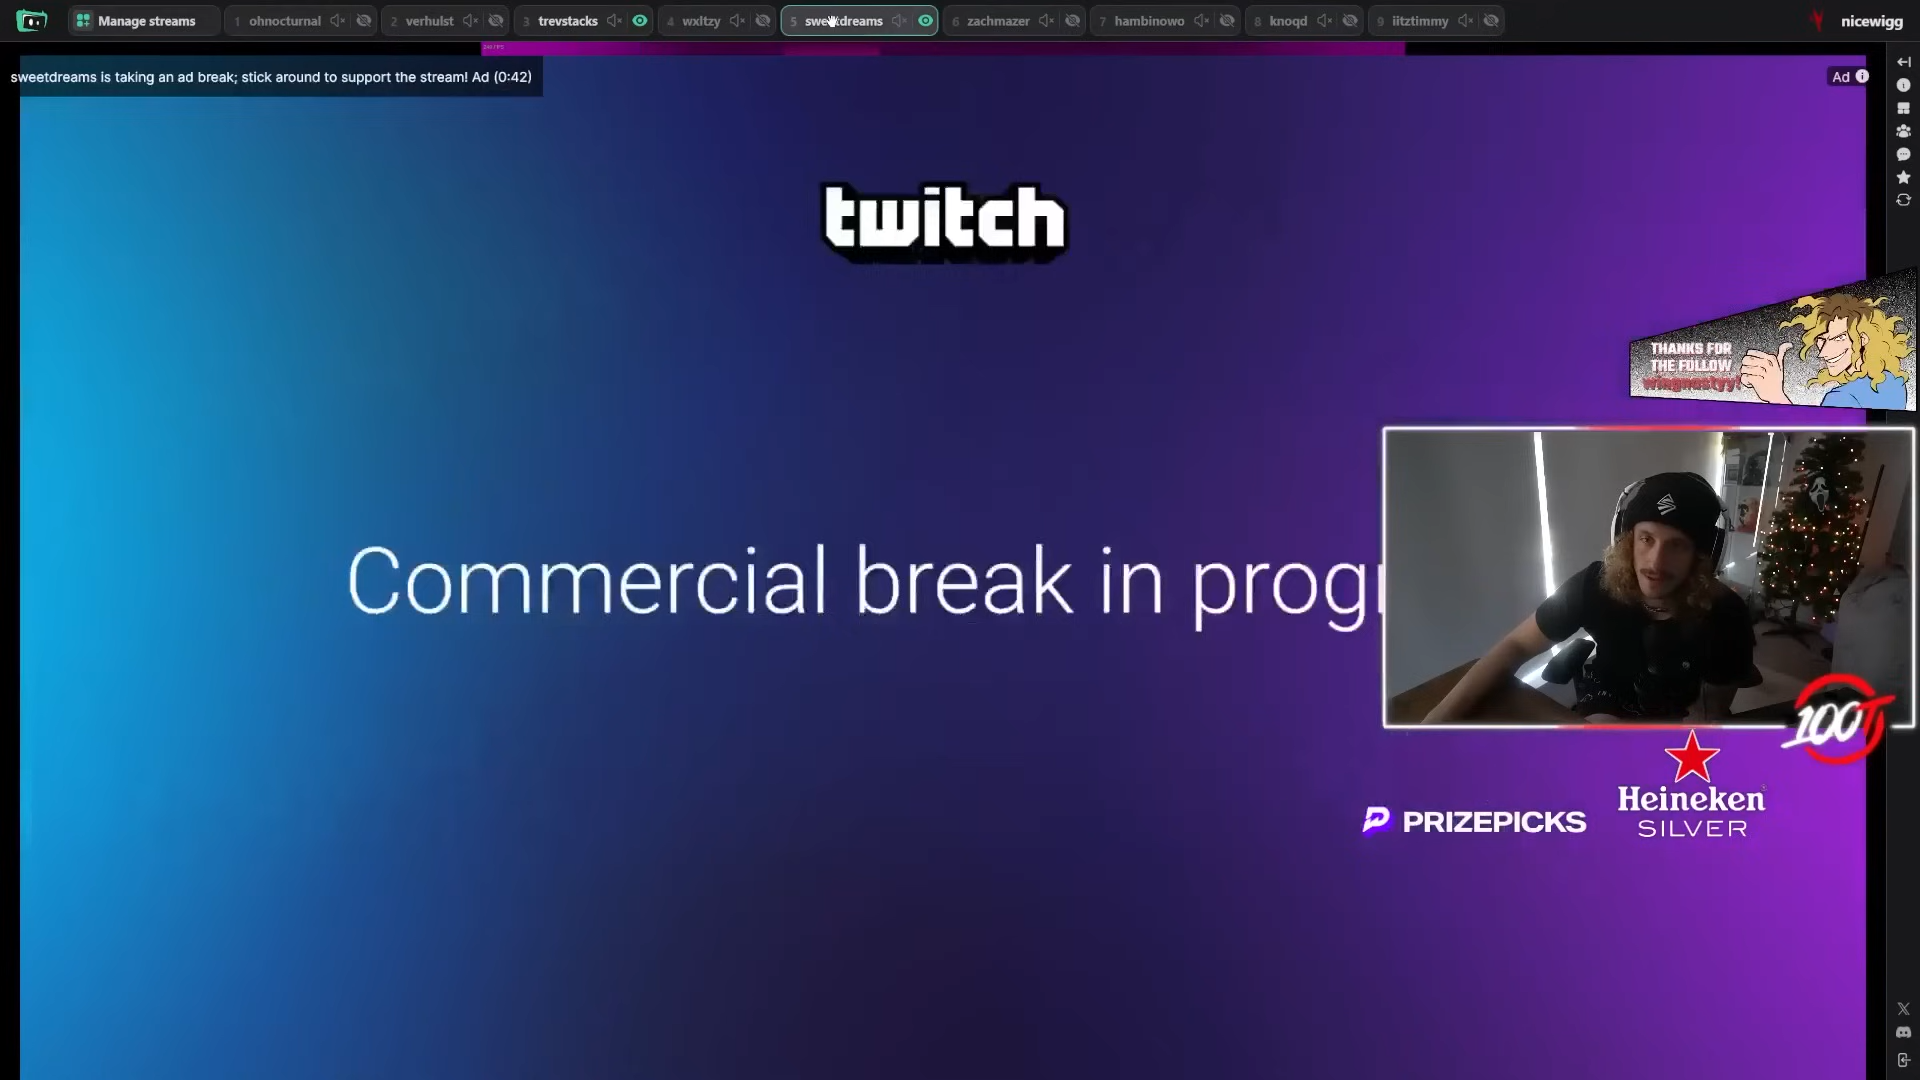 Manage streams
1 ohnocturnal
2 verhulst
3 trevstacks
4 wxltzy
5 sweetdreams
6 zachmazer
7 hambinowo
8 knoqd
9 iitztimmy
nicewigg
sweetdreams is taking an ad break; stick around to support the stream! Ad (0:42)
Ad
twitch
THANKS FOR
THE FOLLOW
wingnastyy!
Commercial break in progr
100T
PRIZEPICKS
Heineken
SILVER